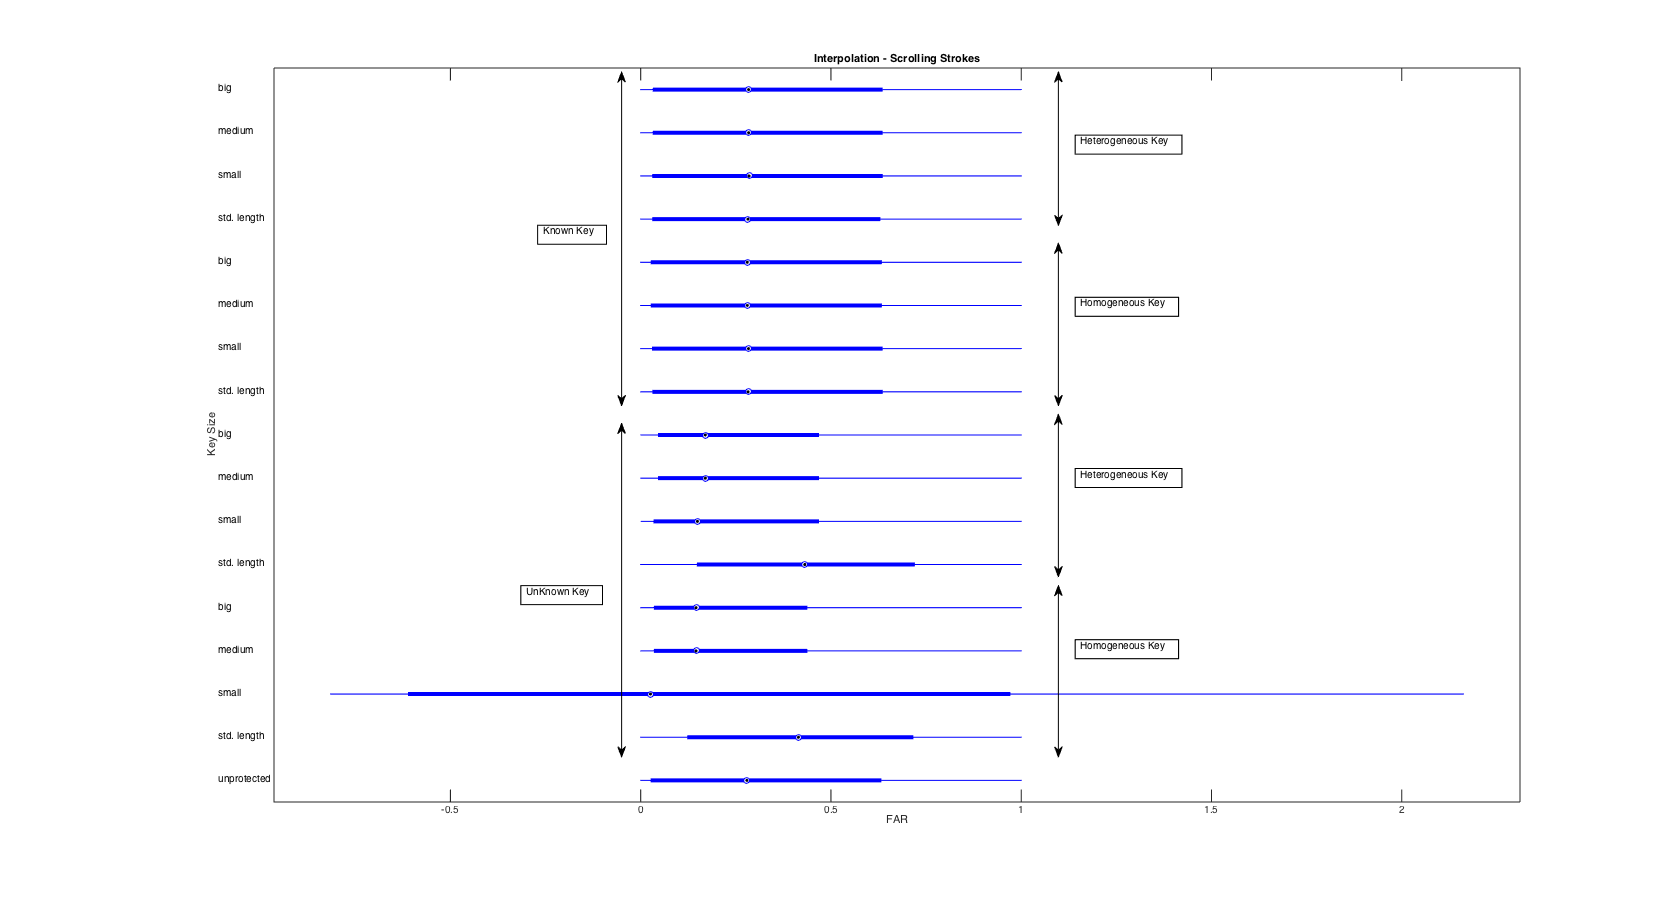 Interpolation - Scrolling Strokes
big
medium
Heterogeneous Key
small
std. length
Known Key
big
medium
Homogeneous Key
small
std. length
Key Size
big
medium
Heterogeneous Key
small
std. length
UnKnown Key
big
medium
Homogeneous Key
small
std. length
unprotected
-0.5 0 0.5 1 1.5 2
FAR